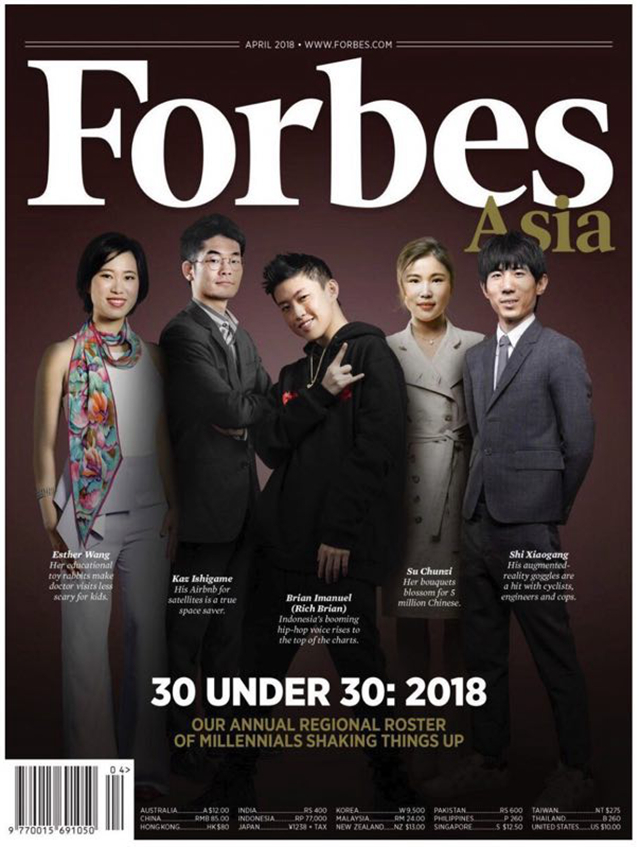 APRIL 2018 • WWW.FORBES.COM
Forbes
Asia
Esther Wang
Her educational
toy rabbits make
doctor visits less
scary for kids.
Kaz Ishigame
His Airbnb for
satellites is a true
space saver.
Brian Imanuel
(Rich Brian)
Indonesia's booming
hip-hop voice rises to
the top of the charts.
Su Chunzi
Her bouquets
blossom for 5
million Chinese.
Shi Xiaogang
His augmented-
reality goggles are
a hit with cyclists,
engineers and cops.
30 UNDER 30: 2018
OUR ANNUAL REGIONAL ROSTER
OF MILLENNIALS SHAKING THINGS UP
04>
9 770015 691050
AUSTRALIA A $12.00 INDIA RS 400 KOREA W9,500 PAKISTAN RS 600 TAIWAN NT $275
CHINA RMB 85.00 INDONESIA RP 77,000 MALAYSIA RM 24.00 PHILIPPINES P 260 THAILAND B 260
HONG KONG HK $80 JAPAN ¥1238 + TAX NEW ZEALAND NZ $13.00 SINGAPORE S $12.50 UNITED STATES US $10.00